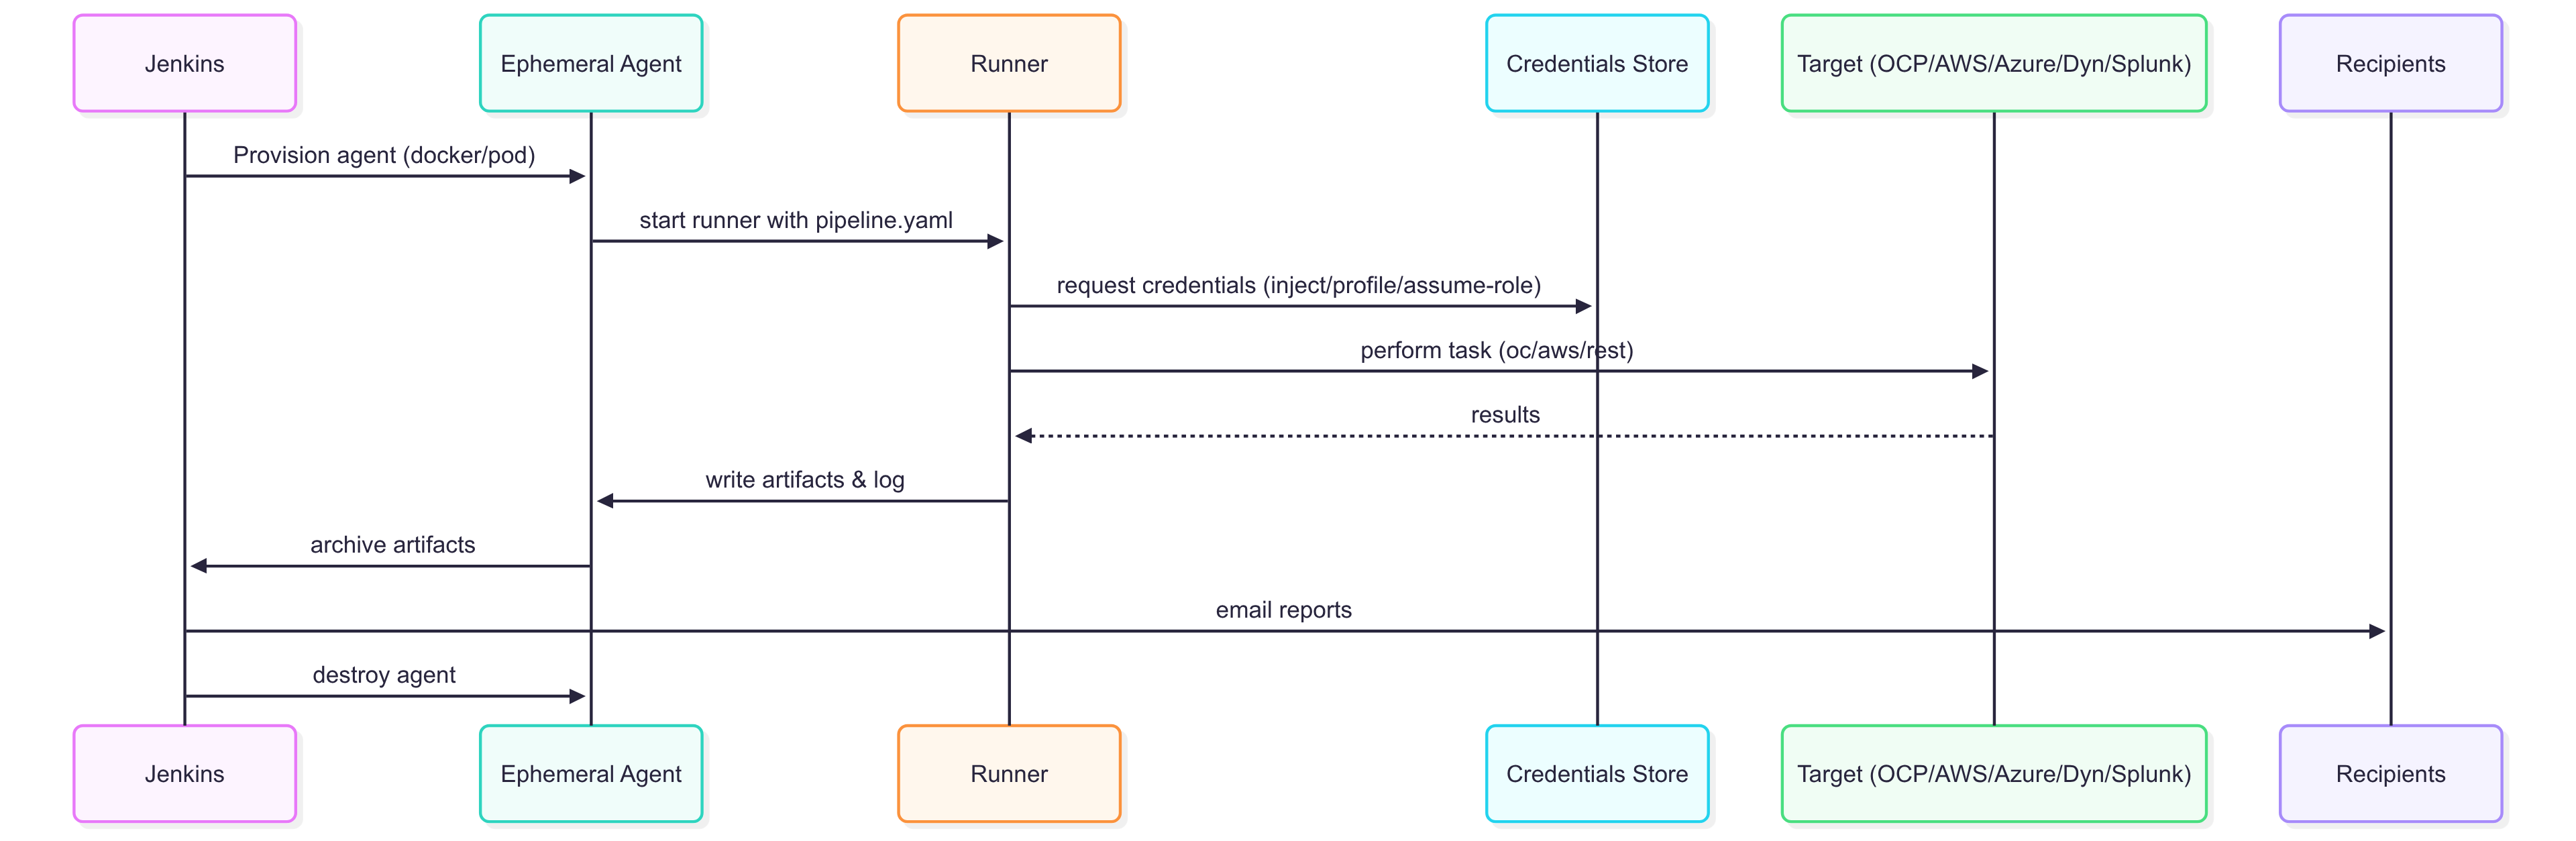 Jenkins
Ephemeral Agent
Runner
Credentials Store
Target (OCP/AWS/Azure/Dyn/Splunk)
Recipients
Provision agent (docker/pod)
start runner with pipeline.yaml
request credentials (inject/profile/assume-role)
perform task (oc/aws/rest)
results
write artifacts & log
archive artifacts
email reports
destroy agent
Jenkins
Ephemeral Agent
Runner
Credentials Store
Target (OCP/AWS/Azure/Dyn/Splunk)
Recipients